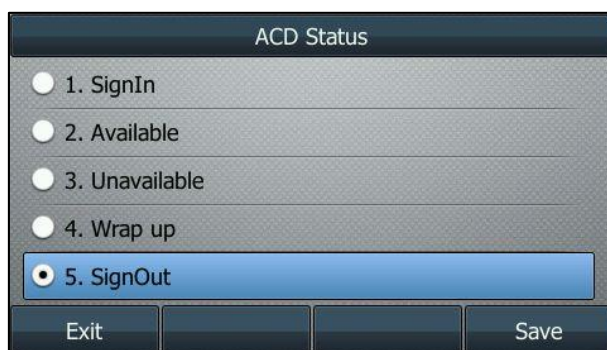 ACD Status
1. SignIn
2. Available
3. Unavailable
4. Wrap up
5. SignOut
Exit Save